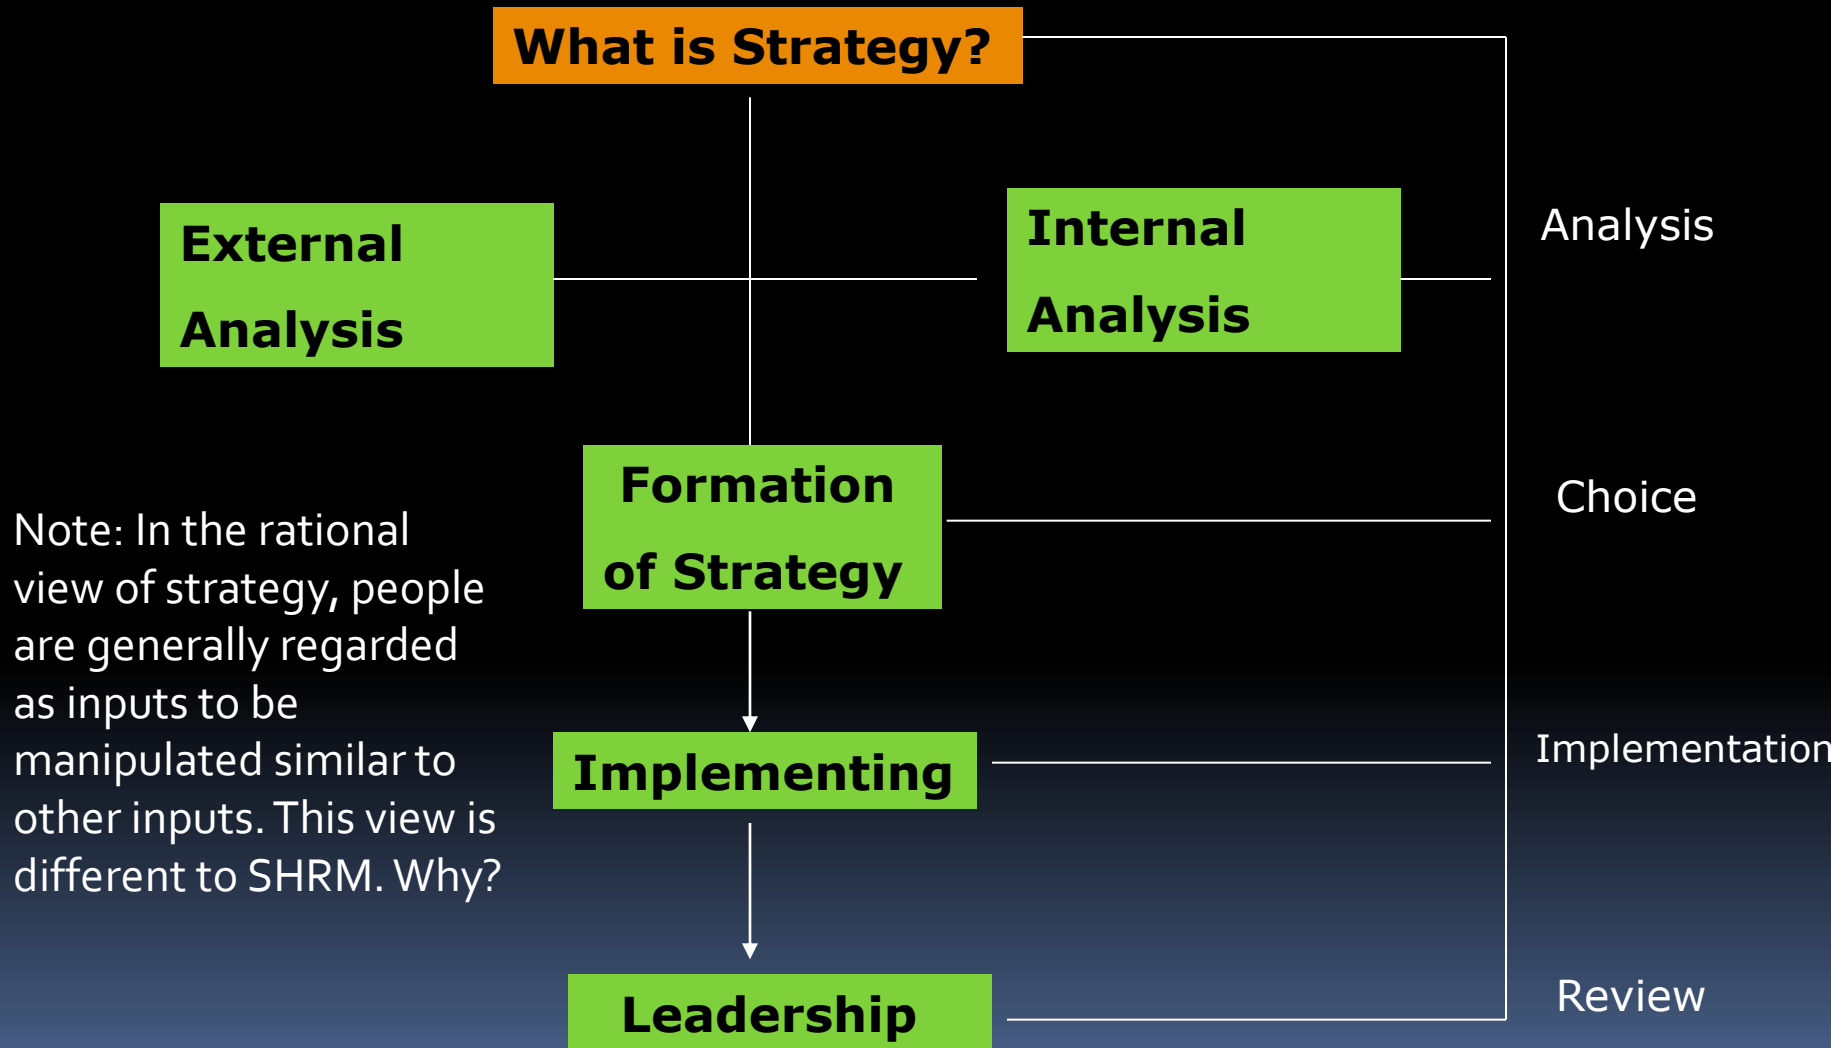 What is Strategy?
External
Analysis
Internal
Analysis
Analysis
Formation
of Strategy
Choice
Note: In the rational
view of strategy, people
are generally regarded
as inputs to be
manipulated similar to
other inputs. This view is
different to SHRM. Why?
Implementing
Implementation
Leadership
Review